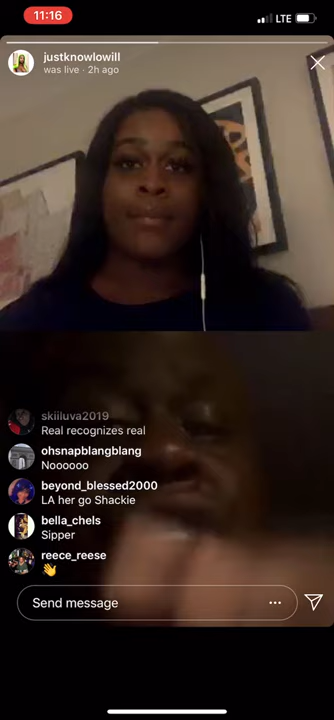 11:16
LTE
justknowlowill
was live · 2h ago
skiiluva2019
Real recognizes real
ohsnapblangblang
Noooooo
beyond_blessed2000
LA her go Shackie
bella_chels
Sipper
reece_reese
👋
Send message